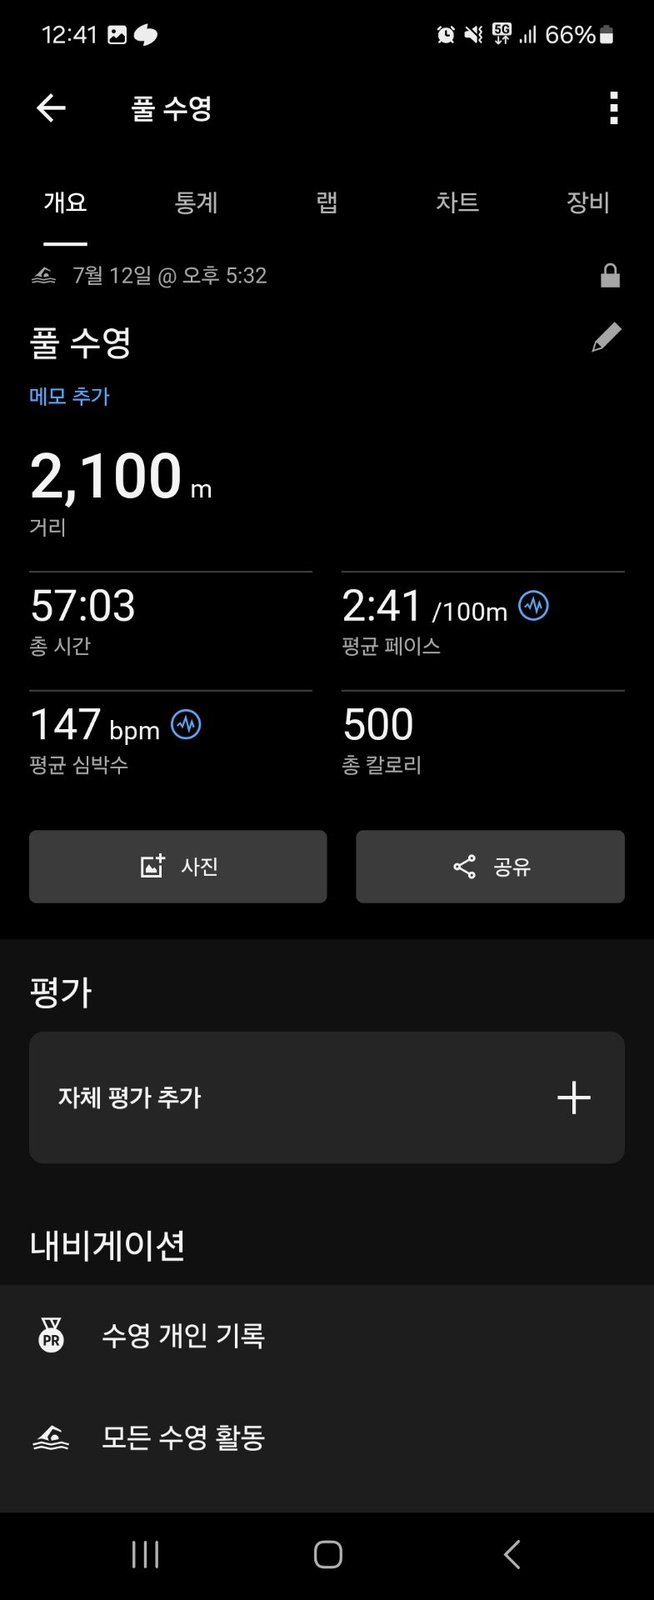 12:41 5G 66%
풀 수영
개요 통계 랩 차트 장비
7월 12일 @ 오후 5:32
풀 수영
메모 추가
2,100 m
거리
57:03 2:41 /100m
총 시간 평균 페이스
147 bpm 500
평균 심박수 총 칼로리
사진 공유
평가
자체 평가 추가
내비게이션
PR 수영 개인 기록
모든 수영 활동